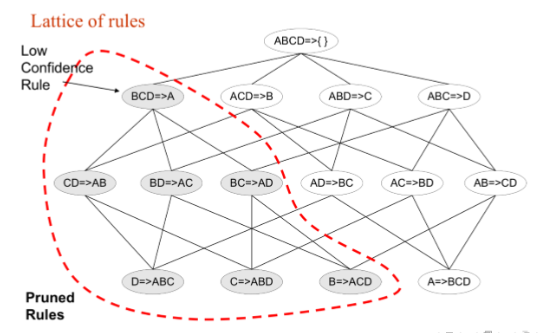 Lattice of rules
ABCD=>{ }
Low
Confidence
Rule
BCD=>A ACD=>B ABD=>C ABC=>D
CD=>AB BD=>AC BC=>AD AD=>BC AC=>BD AB=>CD
D=>ABC C=>ABD B=>ACD A=>BCD
Pruned
Rules